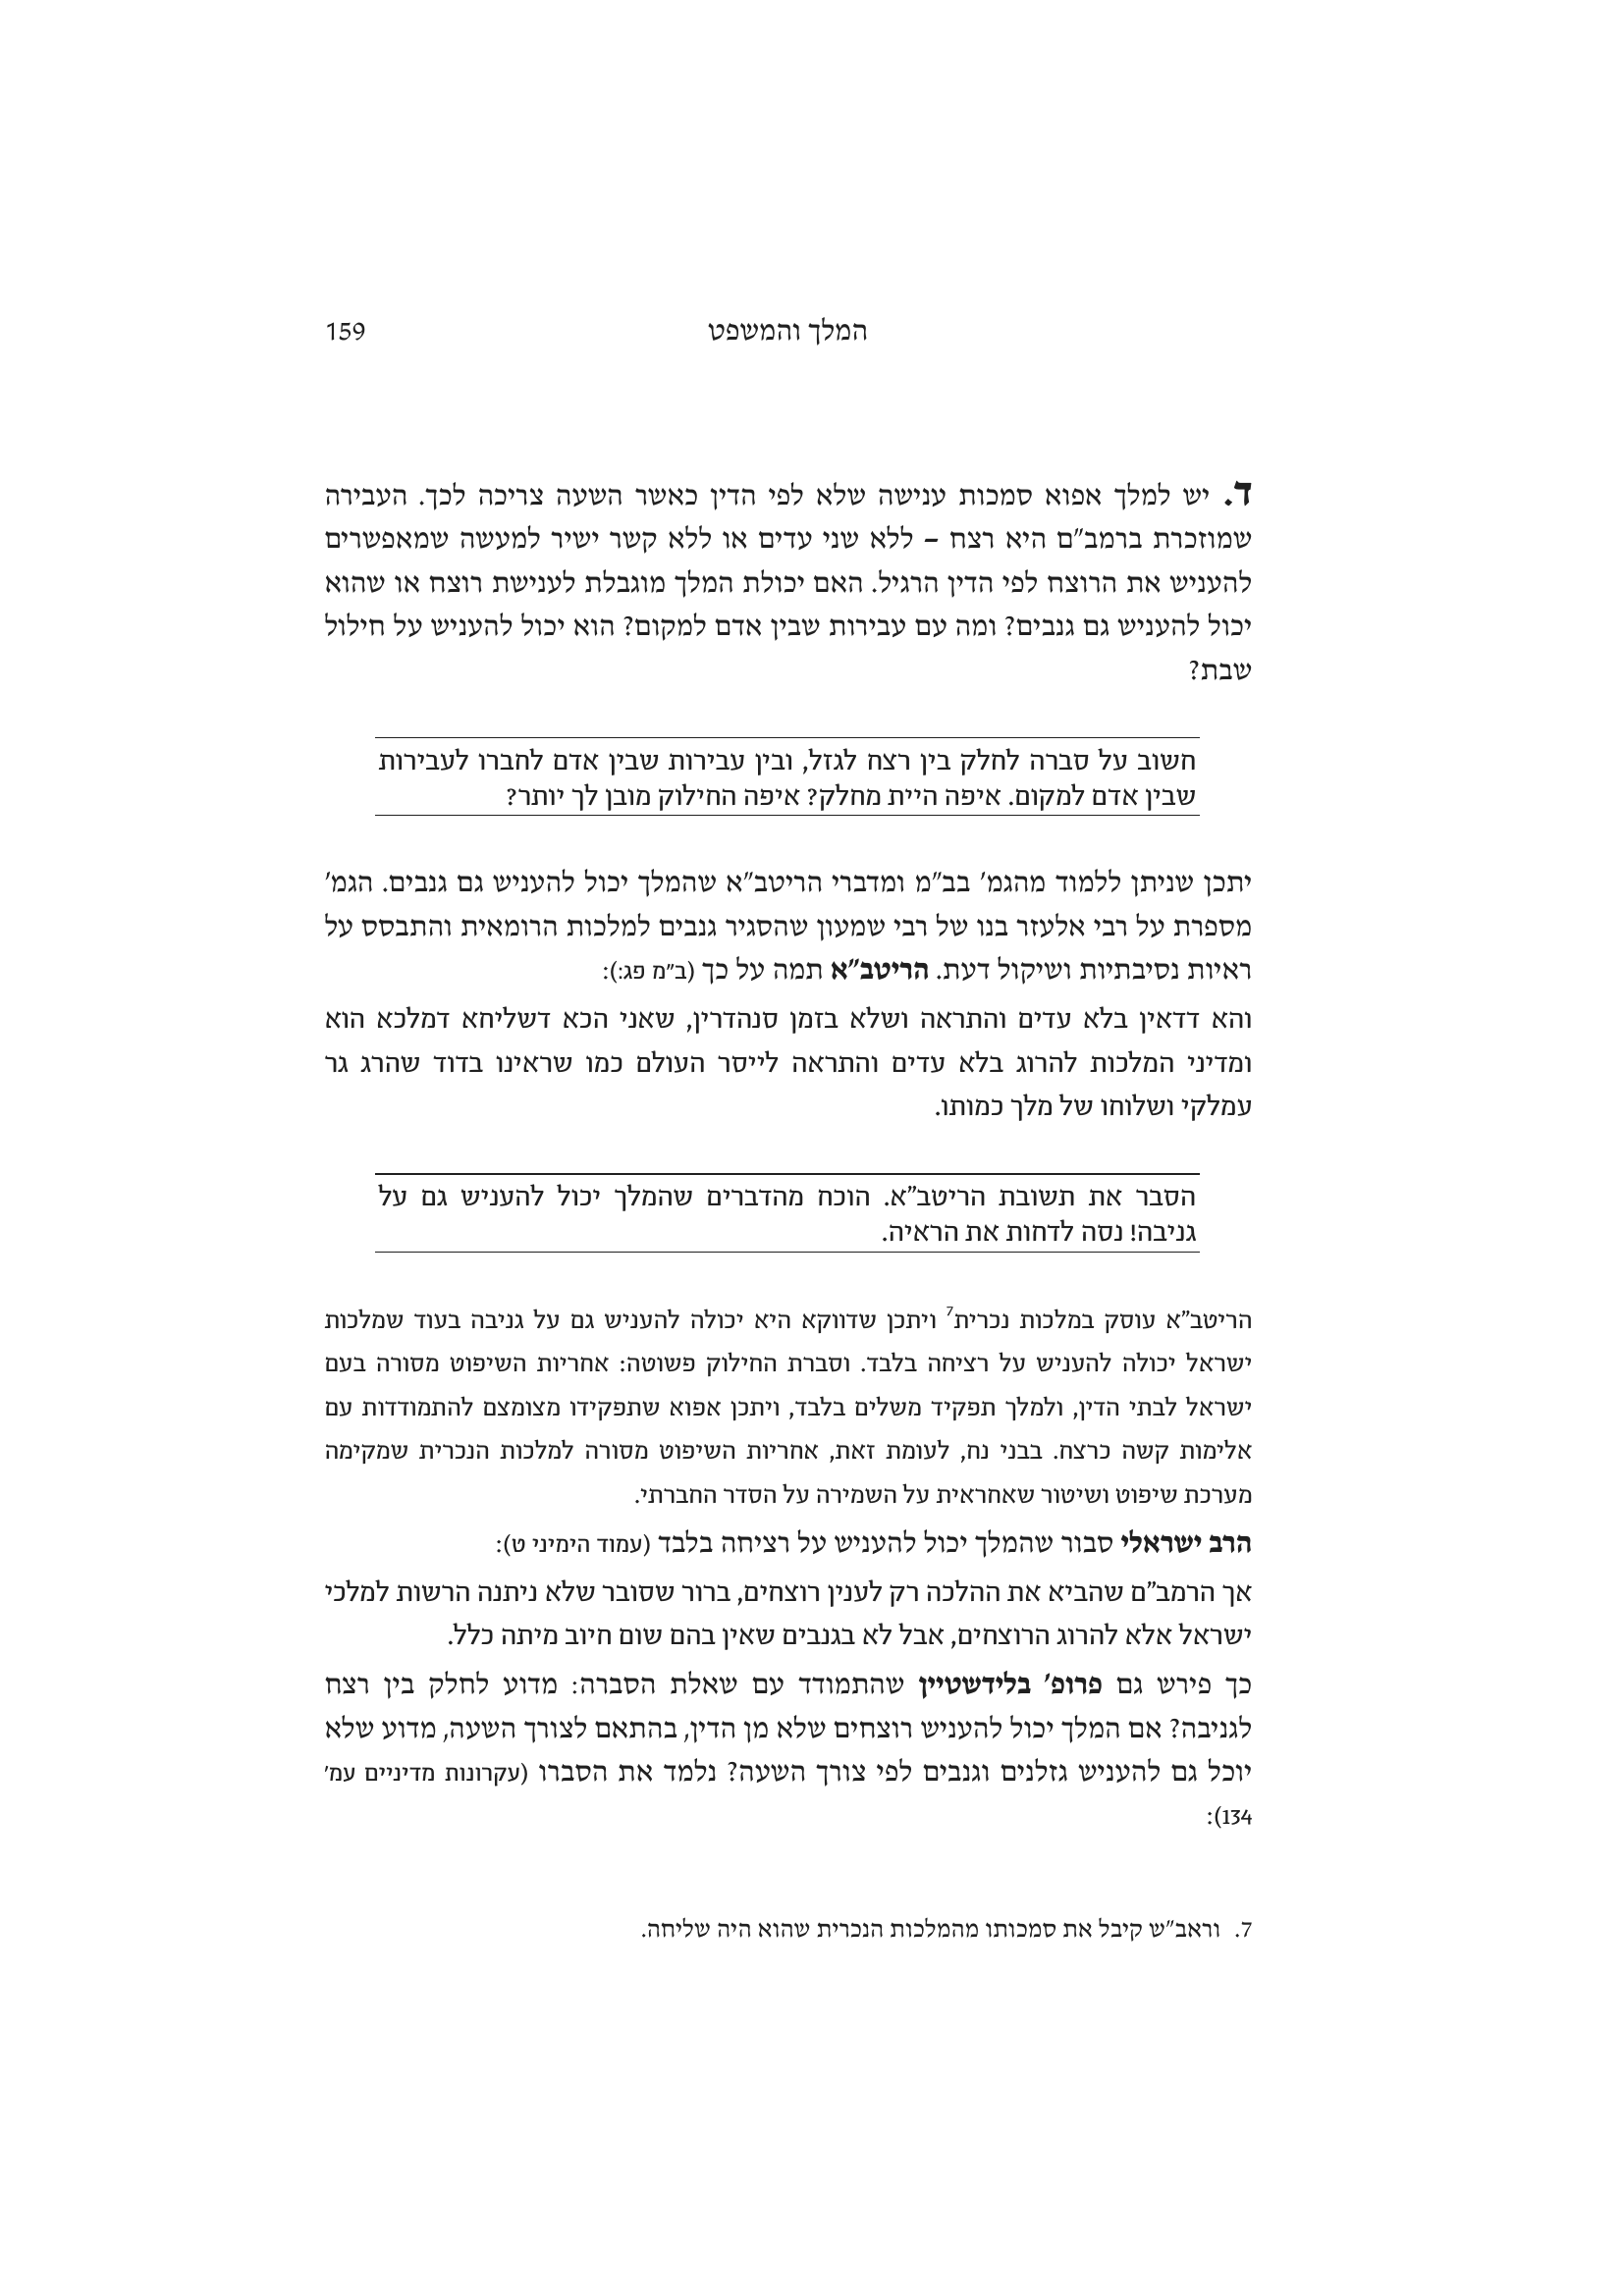 המלך והמשפט 159
ד. יש למלך אפוא סמכות ענישה שלא לפי הדין כאשר השעה צריכה לכך. העבירה
שמוזכרת ברמב״ם היא רצח – ללא שני עדים או ללא קשר ישיר למעשה שמאפשרים
להעניש את הרוצח לפי הדין הרגיל. האם יכולת המלך מוגבלת לענישת רוצח או שהוא
יכול להעניש גם גנבים? ומה עם עבירות שבין אדם למקום? הוא יכול להעניש על חילול
שבת?
חשוב על סברה לחלק בין רצח לגזל, ובין עבירות שבין אדם לחברו לעבירות
שבין אדם למקום. איפה היית מחלק? איפה החילוק מובן לך יותר?
יתכן שניתן ללמוד מהגמ׳ בב״מ ומדברי הריטב״א שהמלך יכול להעניש גם גנבים. הגמ׳
מספרת על רבי אלעזר בנו של רבי שמעון שהסגיר גנבים למלכות הרומאית והתבסס על
ראיות נסיבתיות ושיקול דעת. הריטב״א תמה על כך (ב״מ פג:):
והא דדאין בלא עדים והתראה ושלא בזמן סנהדרין, שאני הכא דשליחא דמלכא הוא
ומדיני המלכות להרוג בלא עדים והתראה לייסר העולם כמו שראינו בדוד שהרג גר
עמלקי ושלוחו של מלך כמותו.
הסבר את תשובת הריטב״א. הוכח מהדברים שהמלך יכול להעניש גם על
גניבה! נסה לדחות את הראיה.
הריטב״א עוסק במלכות נכרית7 ויתכן שדווקא היא יכולה להעניש גם על גניבה בעוד שמלכות
ישראל יכולה להעניש על רציחה בלבד. וסברת החילוק פשוטה: אחריות השיפוט מסורה בעם
ישראל לבתי הדין, ולמלך תפקיד משלים בלבד, ויתכן אפוא שתפקידו מצומצם להתמודדות עם
אלימות קשה כרצח. בבני נח, לעומת זאת, אחריות השיפוט מסורה למלכות הנכרית שמקימה
מערכת שיפוט ושיטור שאחראית על השמירה על הסדר החברתי.
הרב ישראלי סבור שהמלך יכול להעניש על רציחה בלבד (עמוד הימיני ט):
אך הרמב״ם שהביא את ההלכה רק לענין רוצחים, ברור שסובר שלא ניתנה הרשות למלכי
ישראל אלא להרוג הרוצחים, אבל לא בגנבים שאין בהם שום חיוב מיתה כלל.
כך פירש גם פרופ׳ בלידשטיין שהתמודד עם שאלת הסברה: מדוע לחלק בין רצח
לגניבה? אם המלך יכול להעניש רוצחים שלא מן הדין, בהתאם לצורך השעה, מדוע שלא
יוכל גם להעניש גזלנים וגנבים לפי צורך השעה? נלמד את הסברו (עקרונות מדיניים עמ׳
134):
7. וראב״ש קיבל את סמכותו מהמלכות הנכרית שהוא היה שליחה.